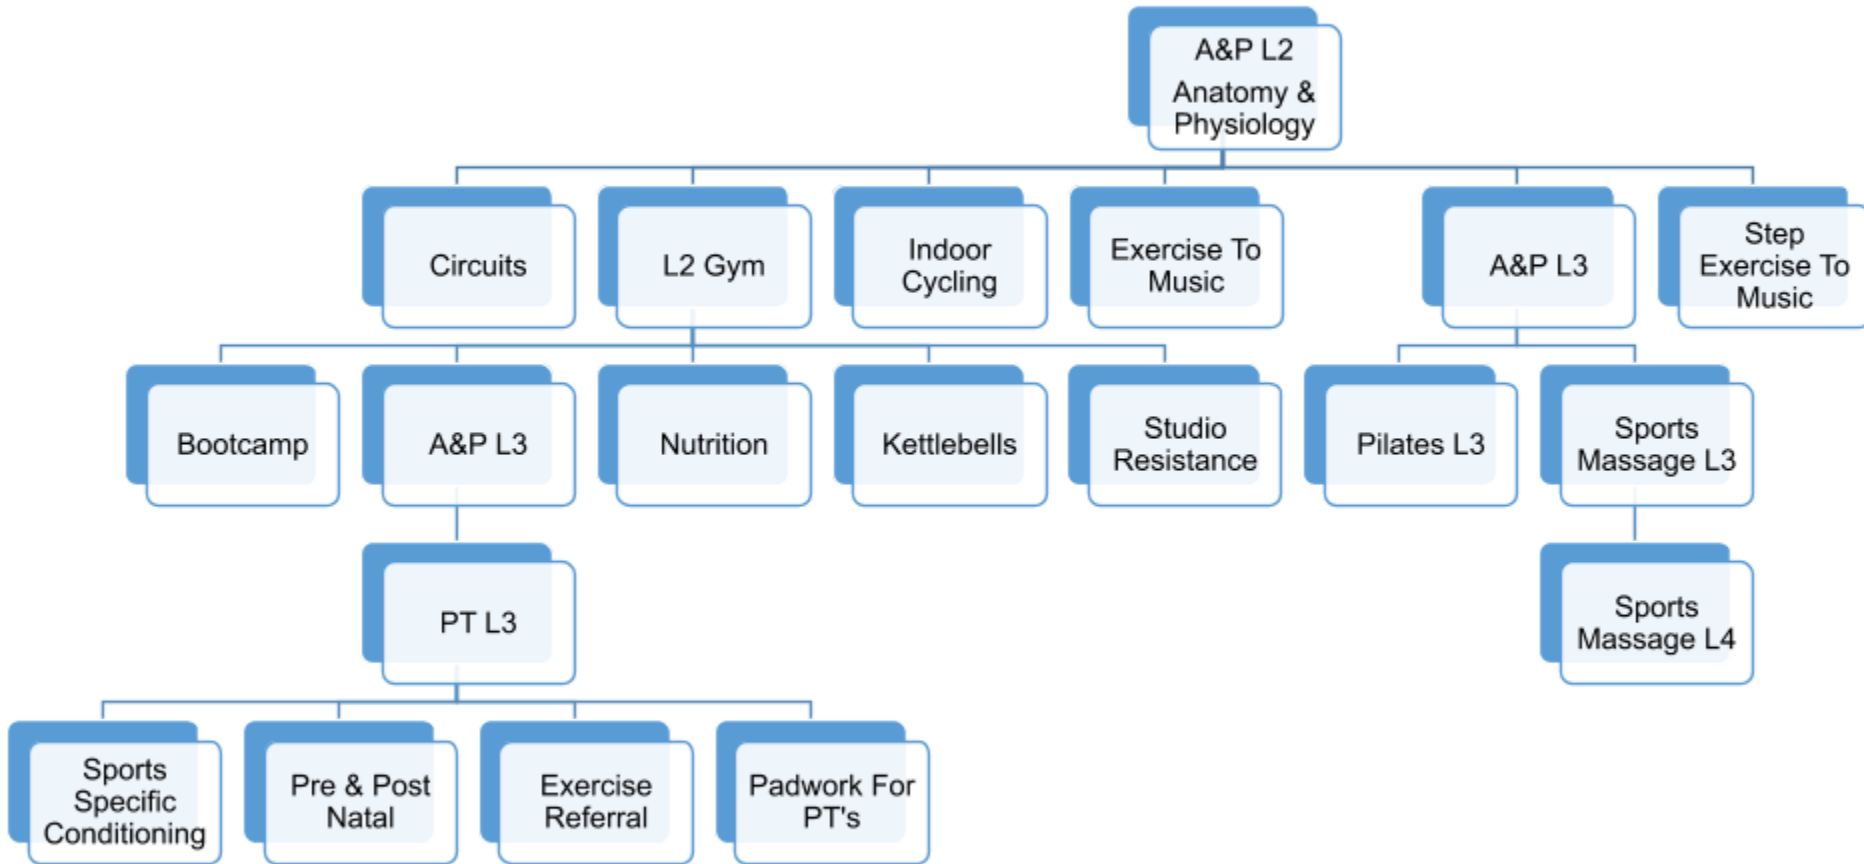 A&P L2
Anatomy &
Physiology
Circuits
L2 Gym
Indoor
Cycling
Exercise To
Music
A&P L3
Step
Exercise To
Music
Bootcamp
A&P L3
Nutrition
Kettlebells
Studio
Resistance
Pilates L3
Sports
Massage L3
PT L3
Sports
Massage L4
Sports
Specific
Conditioning
Pre & Post
Natal
Exercise
Referral
Padwork For
PT's